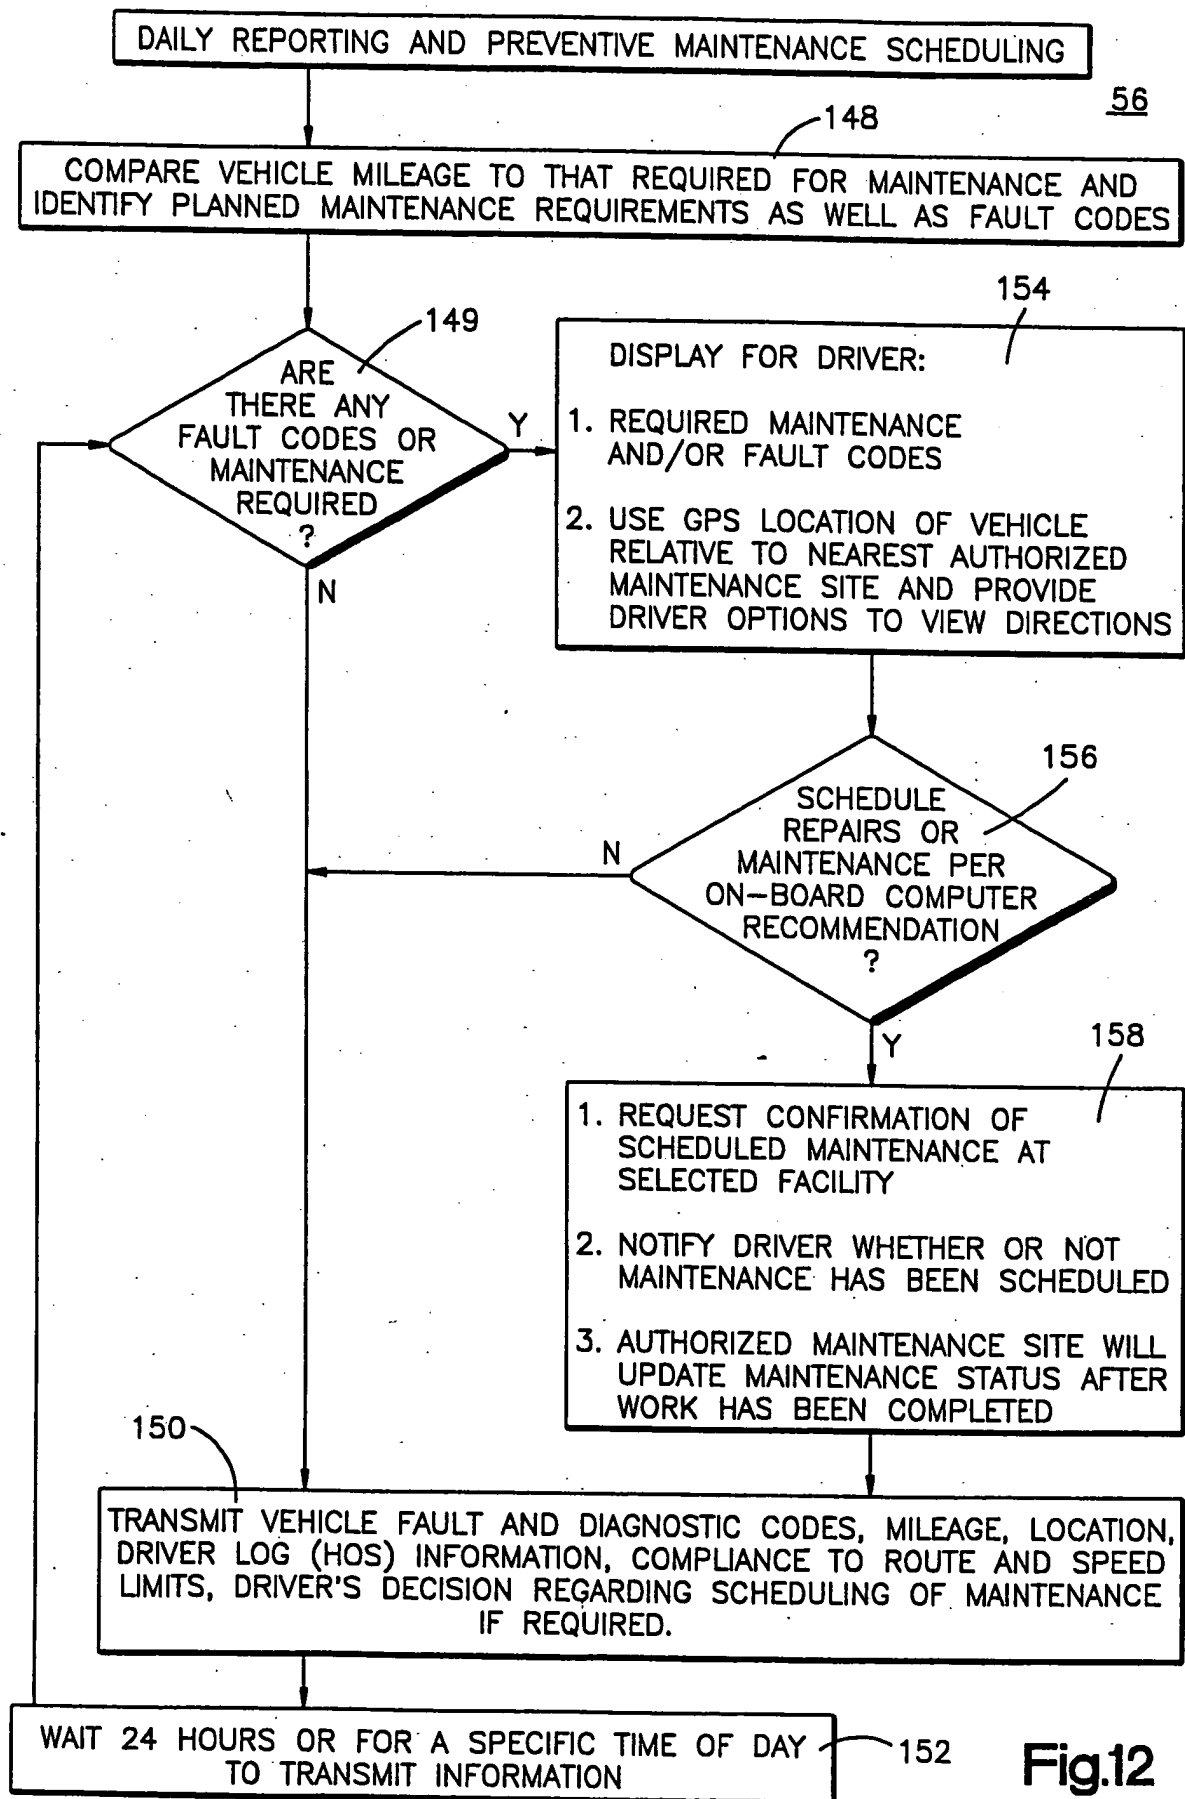 DAILY REPORTING AND PREVENTIVE MAINTENANCE SCHEDULING
56
148
COMPARE VEHICLE MILEAGE TO THAT REQUIRED FOR MAINTENANCE AND
IDENTIFY PLANNED MAINTENANCE REQUIREMENTS AS WELL AS FAULT CODES
149
ARE
THERE ANY
FAULT CODES OR
MAINTENANCE
REQUIRED
?
Y
N
154
DISPLAY FOR DRIVER:
1. REQUIRED MAINTENANCE
AND/OR FAULT CODES
2. USE GPS LOCATION OF VEHICLE
RELATIVE TO NEAREST AUTHORIZED
MAINTENANCE SITE AND PROVIDE
DRIVER OPTIONS TO VIEW DIRECTIONS
156
SCHEDULE
REPAIRS OR
MAINTENANCE PER
ON-BOARD COMPUTER
RECOMMENDATION
?
N
Y
158
1. REQUEST CONFIRMATION OF
SCHEDULED MAINTENANCE AT
SELECTED FACILITY
2. NOTIFY DRIVER WHETHER OR NOT
MAINTENANCE HAS BEEN SCHEDULED
3. AUTHORIZED MAINTENANCE SITE WILL
UPDATE MAINTENANCE STATUS AFTER
WORK HAS BEEN COMPLETED
150
TRANSMIT VEHICLE FAULT AND DIAGNOSTIC CODES, MILEAGE, LOCATION,
DRIVER LOG (HOS) INFORMATION, COMPLIANCE TO ROUTE AND SPEED
LIMITS, DRIVER'S DECISION REGARDING SCHEDULING OF MAINTENANCE
IF REQUIRED.
WAIT 24 HOURS OR FOR A SPECIFIC TIME OF DAY
TO TRANSMIT INFORMATION
152
Fig.12